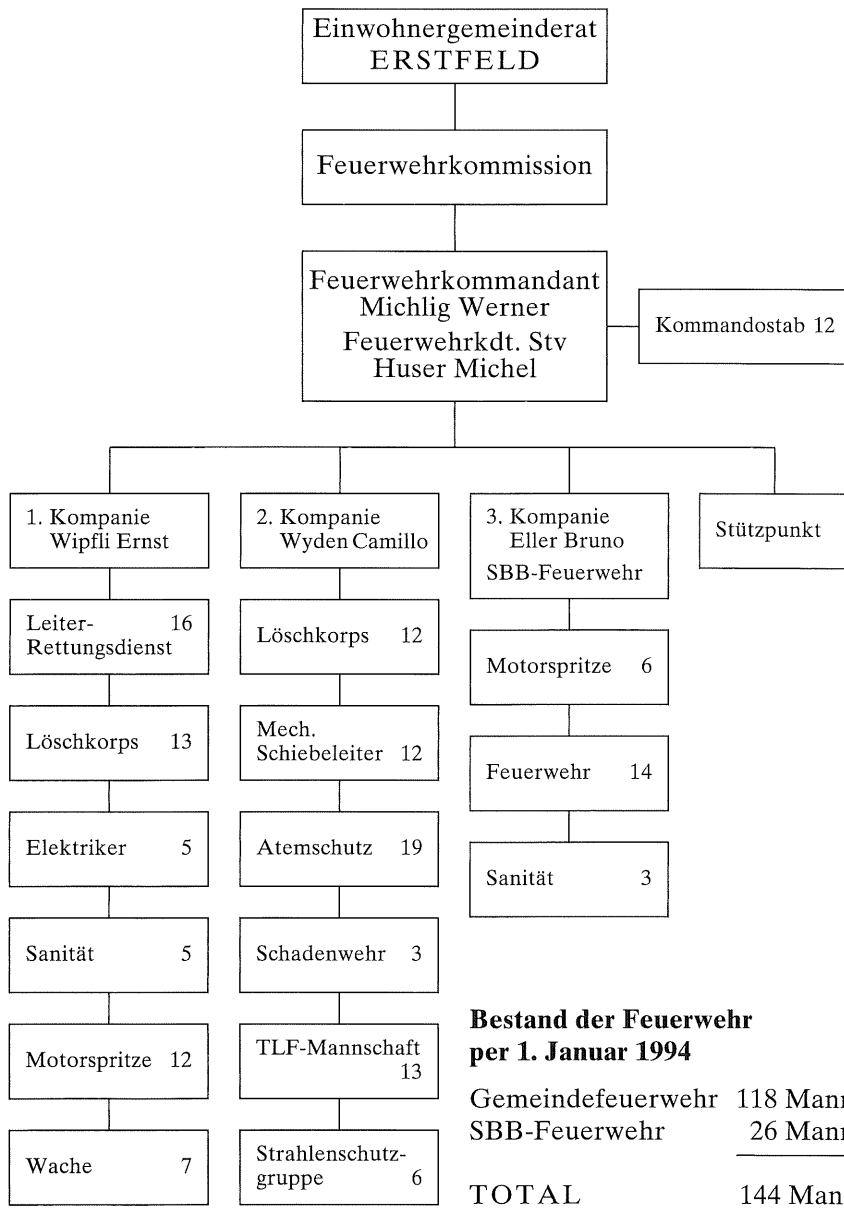 Einwohnergemeinderat
ERSTFELD
Feuerwehrkommission
Feuerwehrkommandant
Michlig Werner
Feuerwehrkdt. Stv
Huser Michel
Kommandostab 12
1. Kompanie
Wipfli Ernst
Leiter- 16
Rettungsdienst
Löschkorps 13
Elektriker 5
Sanität 5
Motorspritze 12
Wache 7
2. Kompanie
Wyden Camillo
Löschkorps 12
Mech.
Schiebeleiter 12
Atemschutz 19
Schadenwehr 3
TLF-Mannschaft
13
Strahlenschutz-
gruppe 6
3. Kompanie
Eller Bruno
SBB-Feuerwehr
Motorspritze 6
Feuerwehr 14
Sanität 3
Stützpunkt
Bestand der Feuerwehr
per 1. Januar 1994
Gemeindefeuerwehr 118 Mann
SBB-Feuerwehr 26 Mann
TOTAL 144 Man